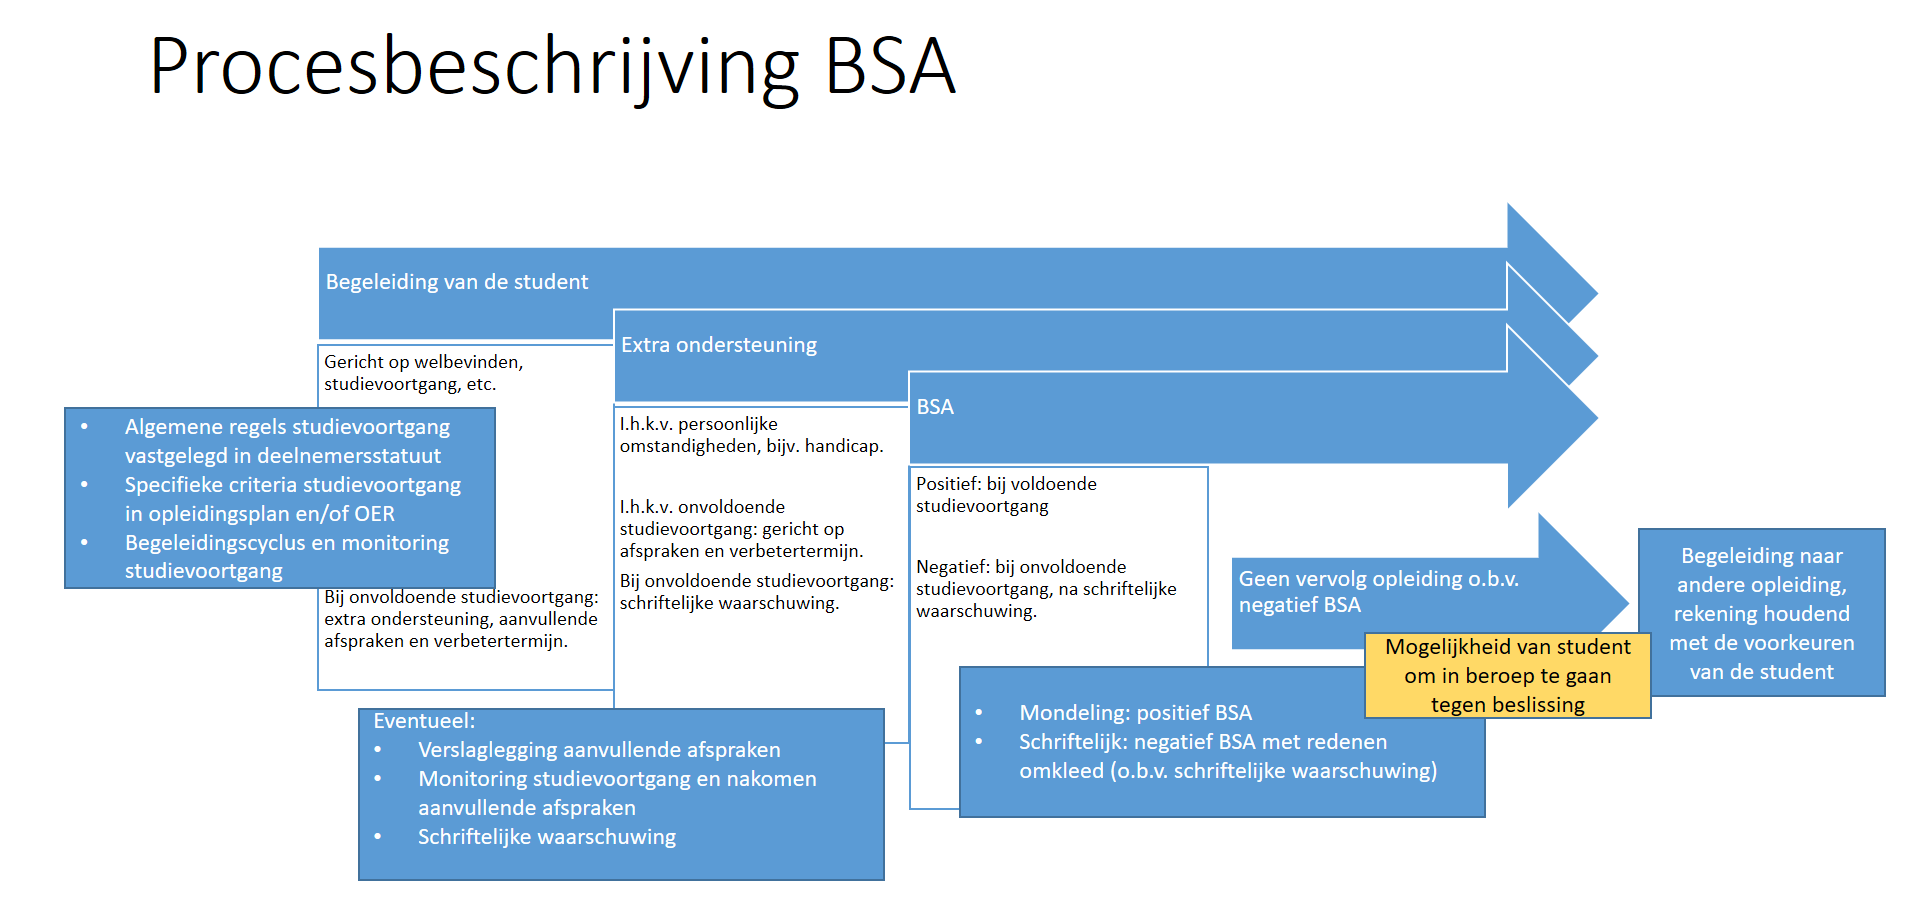 Procesbeschrijving BSA
Begeleiding van de student
Gericht op welbevinden,
studievoortgang, etc.
• Algemene regels studievoortgang
vastgelegd in deelnemersstatuut
• Specifieke criteria studievoortgang
in opleidingsplan en/of OER
• Begeleidingscyclus en monitoring
studievoortgang
Bij onvoldoende studievoortgang:
extra ondersteuning, aanvullende
afspraken en verbetertermijn.
Extra ondersteuning
I.h.k.v. persoonlijke
omstandigheden, bijv. handicap.
I.h.k.v. onvoldoende
studievoortgang: gericht op
afspraken en verbetertermijn.
Bij onvoldoende studievoortgang:
schriftelijke waarschuwing.
Eventueel:
• Verslaglegging aanvullende afspraken
• Monitoring studievoortgang en nakomen
aanvullende afspraken
• Schriftelijke waarschuwing
BSA
Positief: bij voldoende
studievoortgang
Negatief: bij onvoldoende
studievoortgang, na schriftelijke
waarschuwing.
• Mondeling: positief BSA
• Schriftelijk: negatief BSA met redenen
omkleed (o.b.v. schriftelijke waarschuwing)
Geen vervolg opleiding o.b.v.
negatief BSA
Mogelijkheid van student
om in beroep te gaan
tegen beslissing
Begeleiding naar
andere opleiding,
rekening houdend
met de voorkeuren
van de student